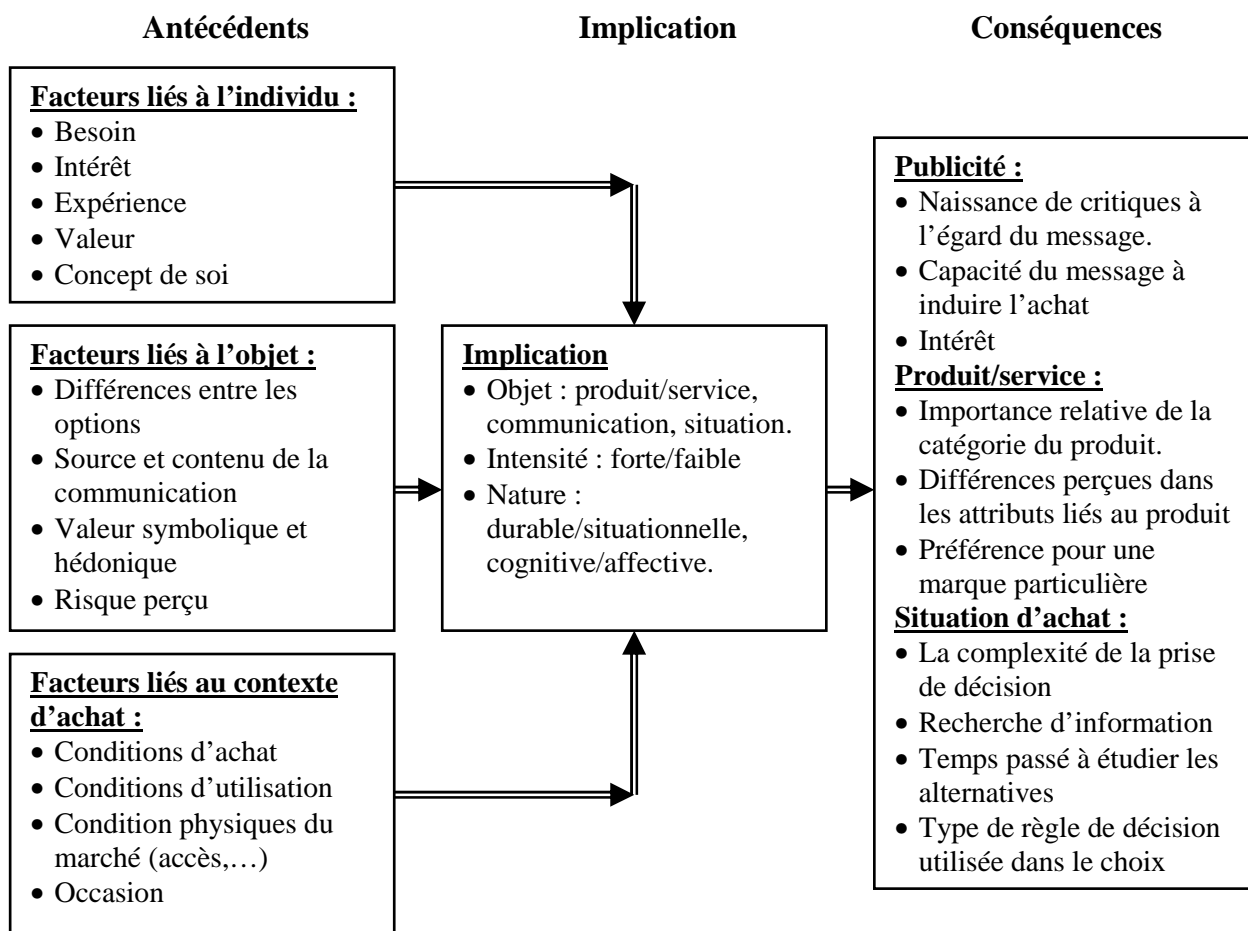 Antécédents
Implication
Conséquences
Facteurs liés à l’individu :
• Besoin
• Intérêt
• Expérience
• Valeur
• Concept de soi
Facteurs liés à l’objet :
• Différences entre les
options
• Source et contenu de la
communication
• Valeur symbolique et
hédonique
• Risque perçu
Facteurs liés au contexte
d’achat :
• Conditions d’achat
• Conditions d’utilisation
• Condition physiques du
marché (accès,…)
• Occasion
Implication
• Objet : produit/service,
communication, situation.
• Intensité : forte/faible
• Nature :
durable/situationnelle,
cognitive/affective.
Publicité :
• Naissance de critiques à
l’égard du message.
• Capacité du message à
induire l’achat
• Intérêt
Produit/service :
• Importance relative de la
catégorie du produit.
• Différences perçues dans
les attributs liés au produit
• Préférence pour une
marque particulière
Situation d’achat :
• La complexité de la prise
de décision
• Recherche d’information
• Temps passé à étudier les
alternatives
• Type de règle de décision
utilisée dans le choix